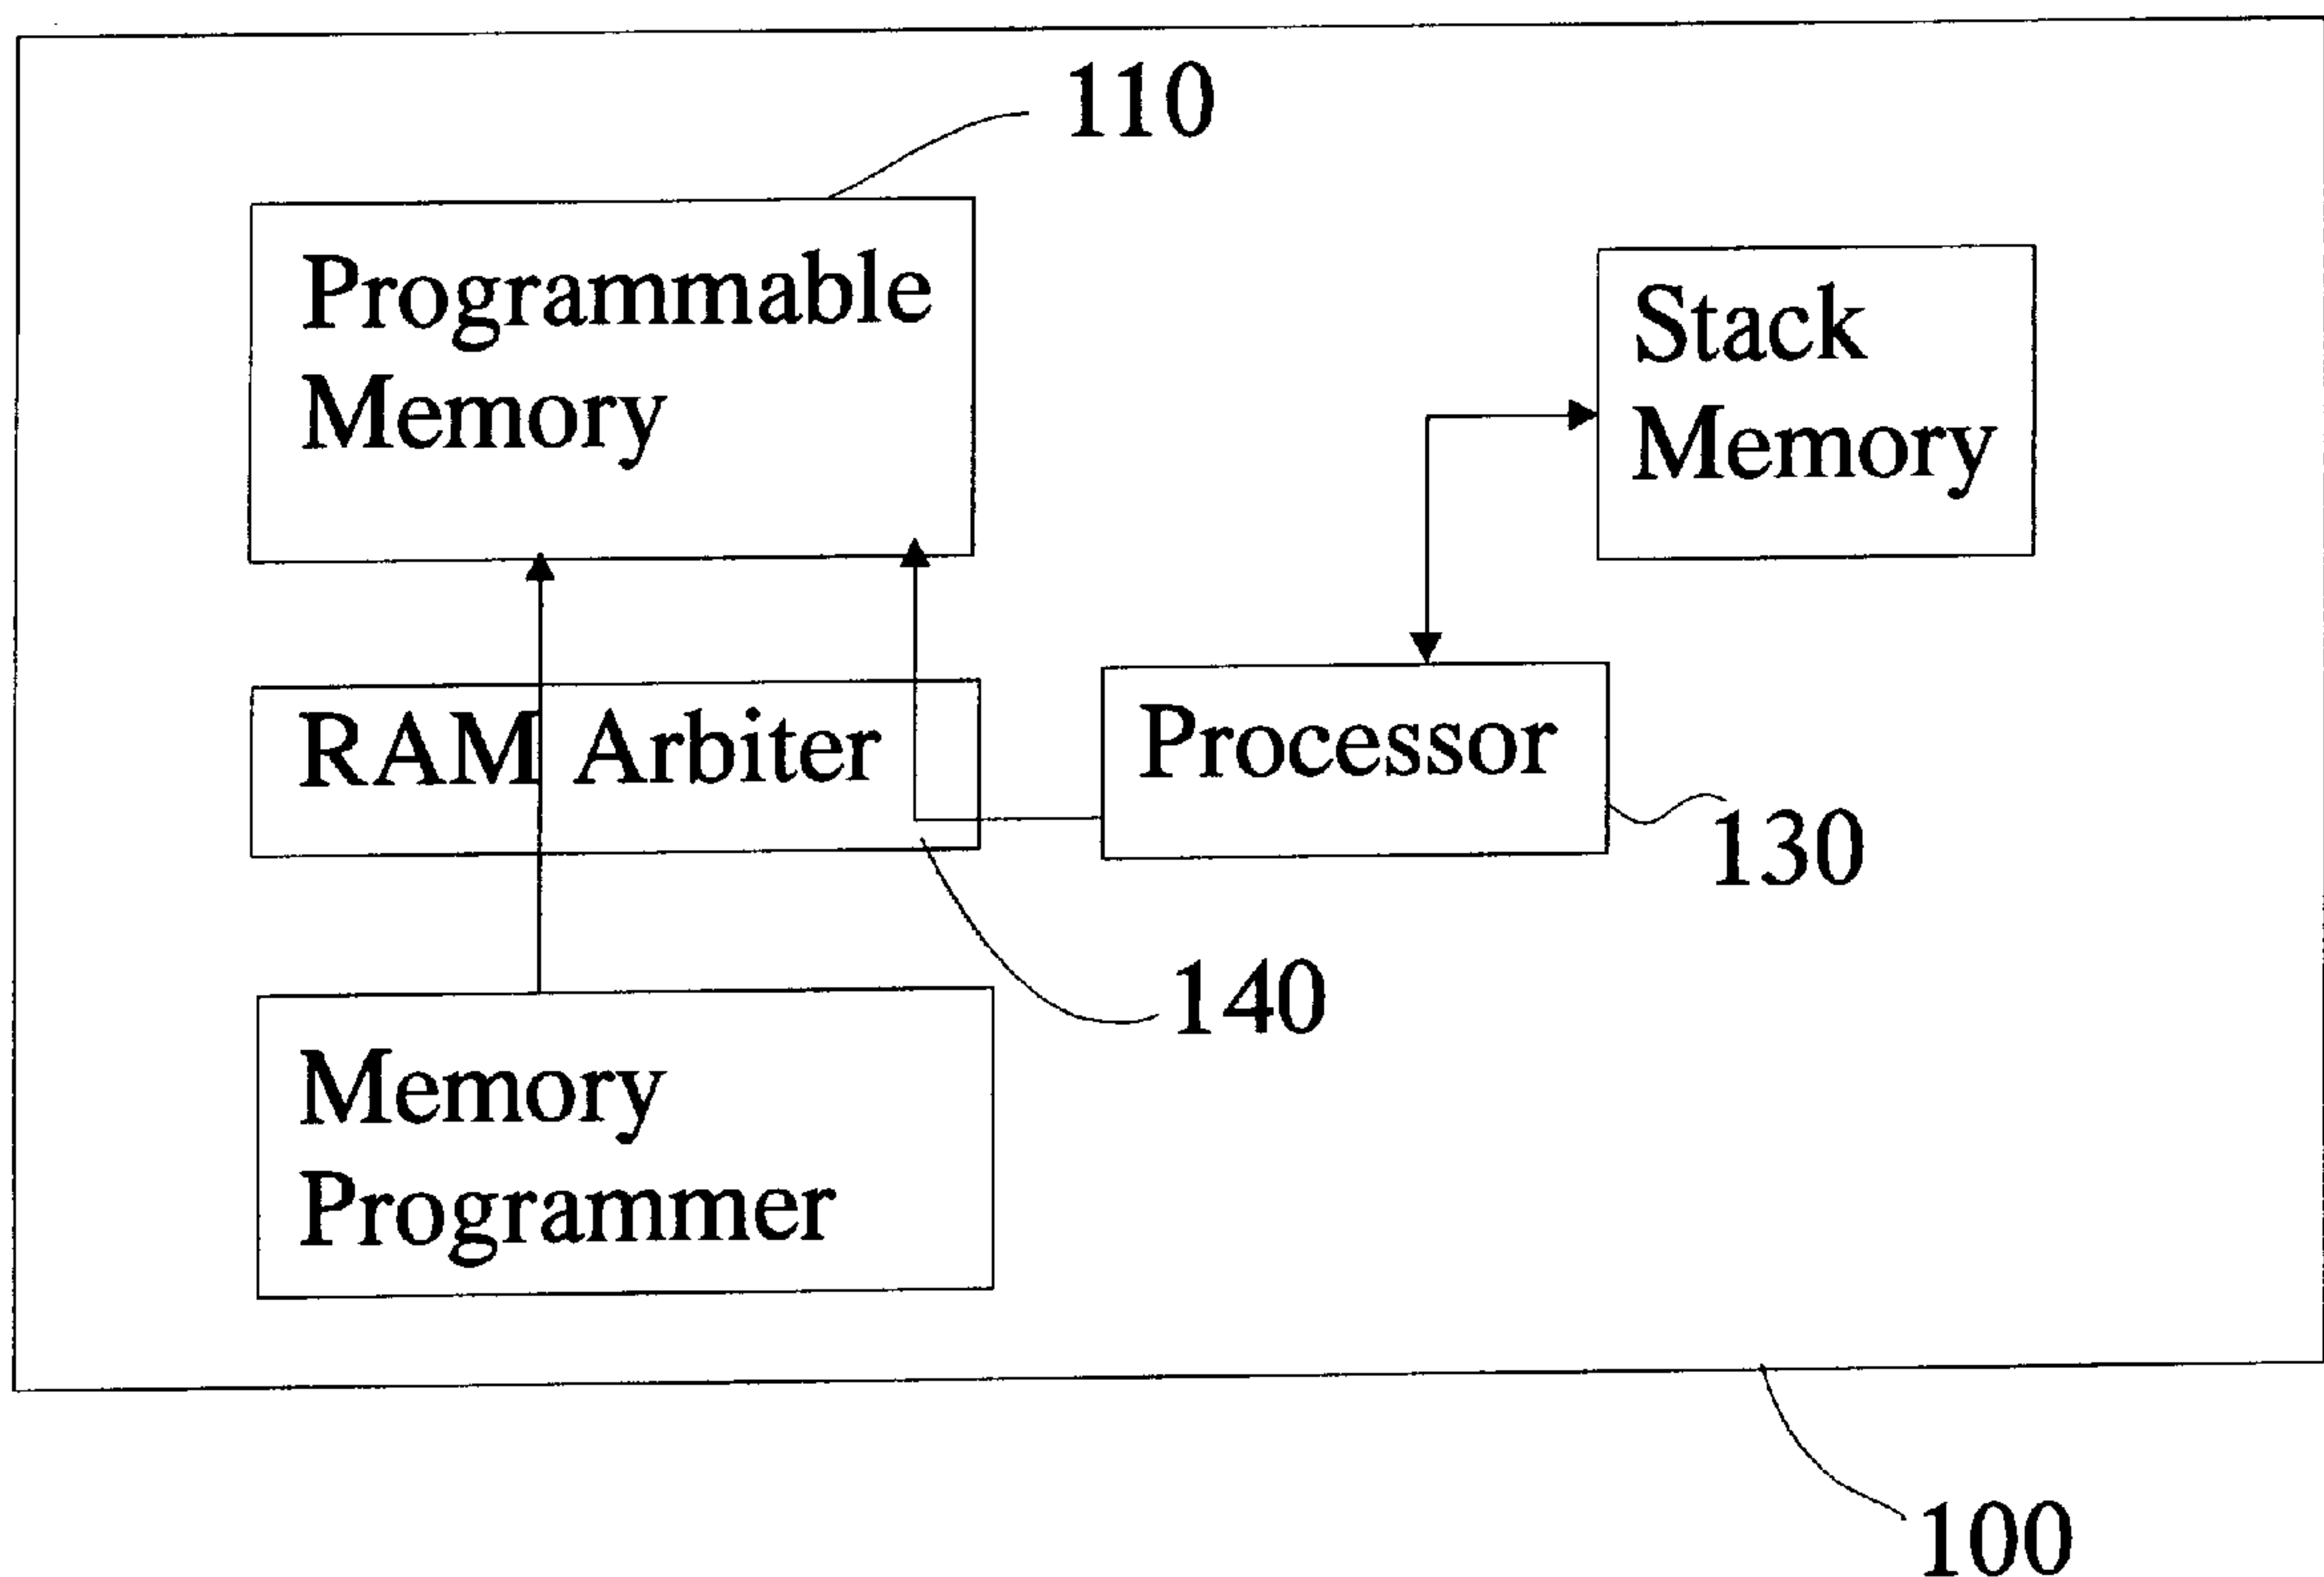 110
Programmable
Memory
Stack
Memory
RAM Arbiter
Processor
130
140
Memory
Programmer
100